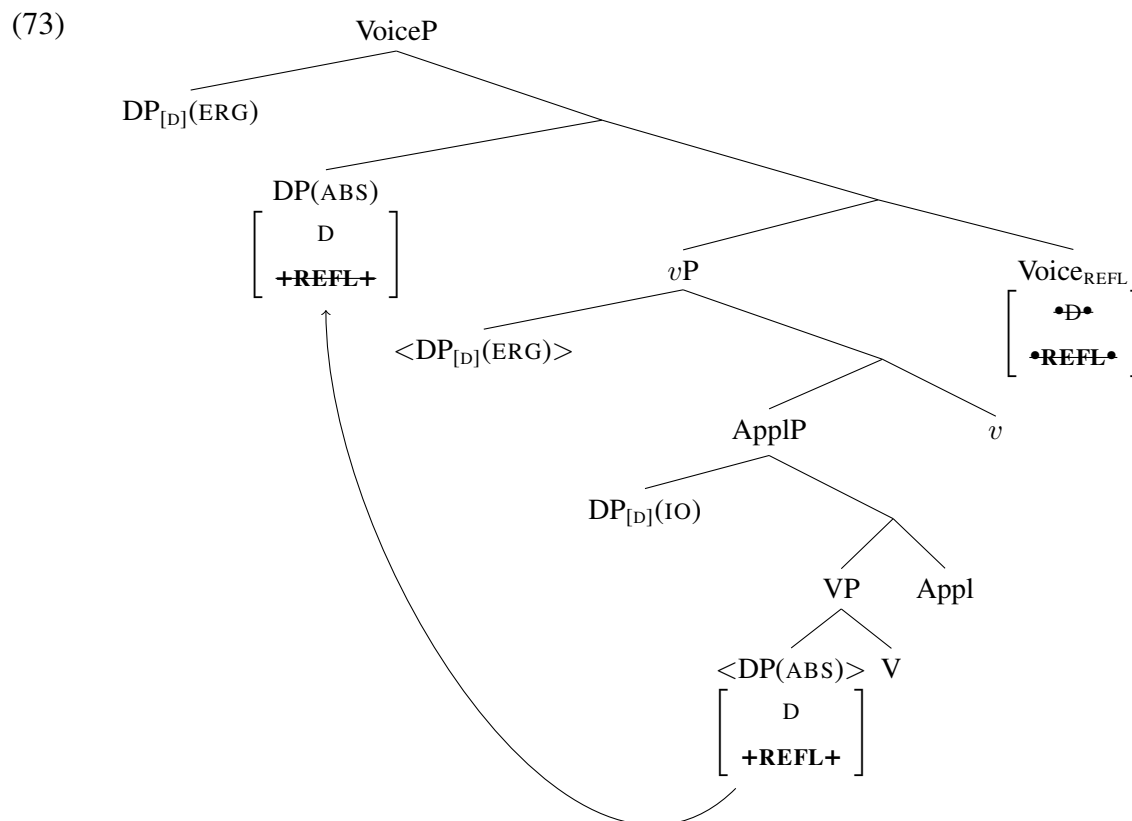 (73)
VoiceP
DP[D](ERG)
DP(ABS)
D
+REFL+
vP
VoiceREFL
•D•
•REFL•
<DP[D](ERG)>
ApplP
v
DP[D](IO)
VP
Appl
<DP(ABS)> V
D
+REFL+